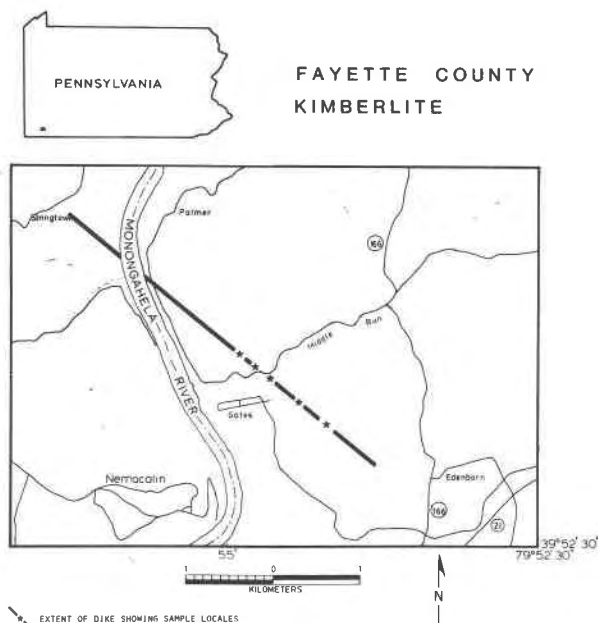 PENNSYLVANIA
FAYETTE COUNTY
KIMBERLITE
Palmer
MONONGAHELA
RIVER
166
Middle Run
Gates
Nemacolin
Edenborn
166
21
55'
39°52'30"
79°52'30"
1 0 1
KILOMETERS
N
EXTENT OF DIKE SHOWING SAMPLE LOCALES